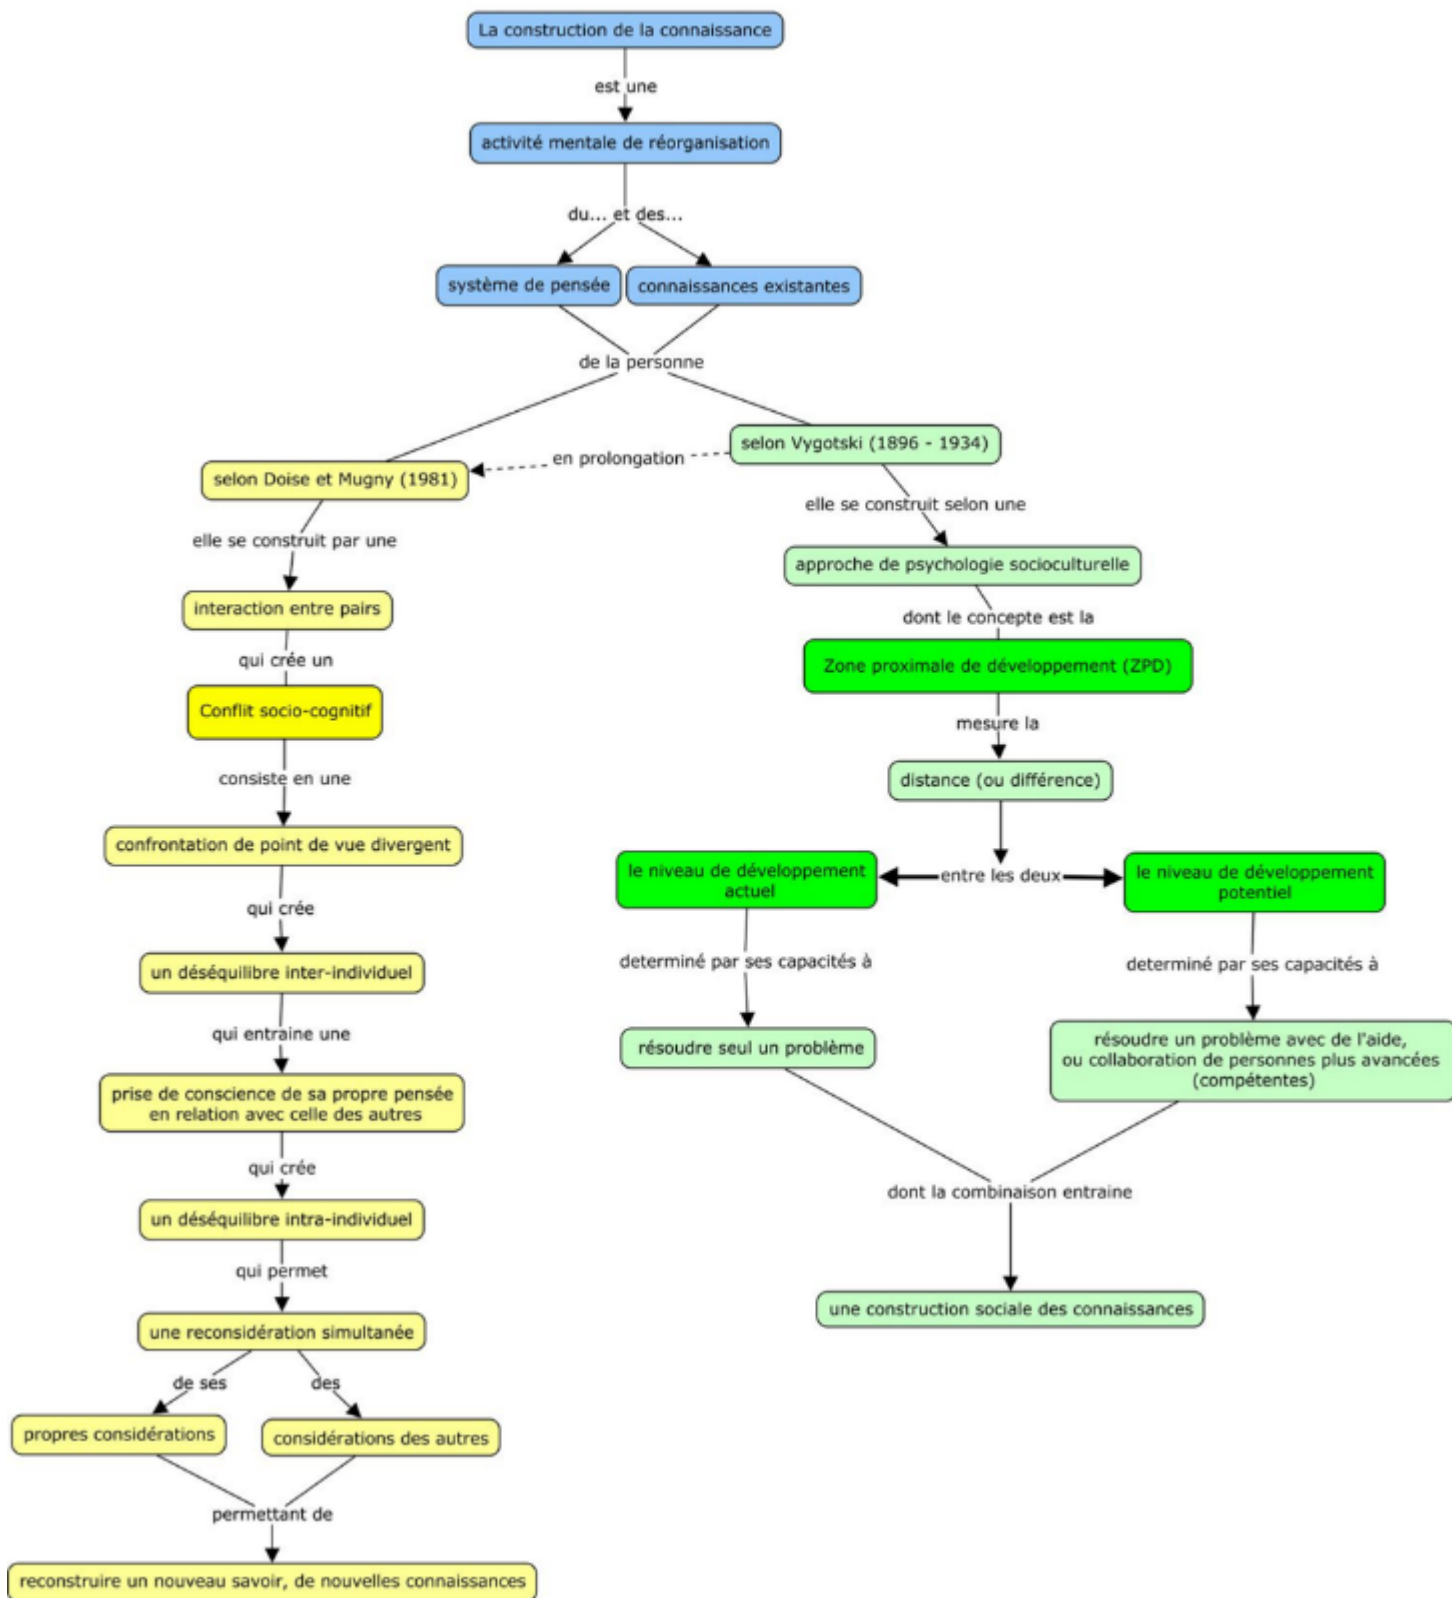 La construction de la connaissance
est une
activité mentale de réorganisation
du... et des...
système de pensée
connaissances existantes
de la personne
selon Vygotski (1896 - 1934)
en prolongation
selon Doise et Mugny (1981)
elle se construit par une
interaction entre pairs
qui crée un
Conflit socio-cognitif
consiste en une
confrontation de point de vue divergent
qui crée
un déséquilibre inter-individuel
qui entraine une
prise de conscience de sa propre pensée
en relation avec celle des autres
qui crée
un déséquilibre intra-individuel
qui permet
une reconsidération simultanée
de ses
des
propres considérations
considérations des autres
permettant de
reconstruire un nouveau savoir, de nouvelles connaissances
elle se construit selon une
approche de psychologie socioculturelle
dont le concept est la
Zone proximale de développement (ZPD)
mesure la
distance (ou différence)
entre les deux
le niveau de développement
actuel
le niveau de développement
potentiel
determiné par ses capacités à
determiné par ses capacités à
résoudre seul un problème
résoudre un problème avec de l'aide,
ou collaboration de personnes plus avancées
(compétentes)
dont la combinaison entraine
une construction sociale des connaissances